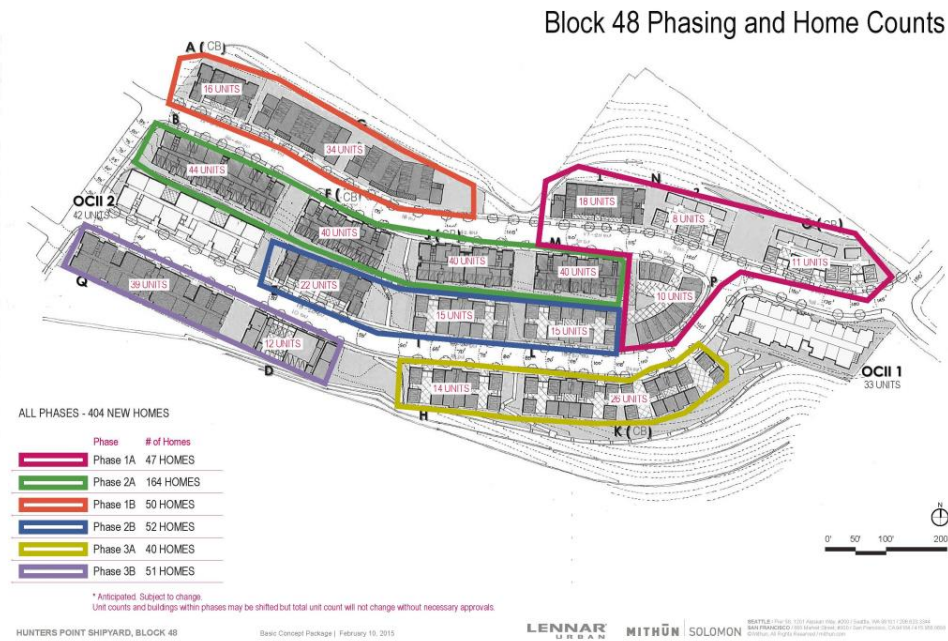 Block 48 Phasing and Home Counts
A ( CB)
16 UNITS
G
34 UNITS
B
44 UNITS
F ( CB)
OCII 2
42 UNITS
40 UNITS
J (
40 UNITS
M
40 UNITS
1
N
2
18 UNITS
8 UNITS
11 UNITS
P
10 UNITS
22 UNITS
15 UNITS
15 UNITS
I
L
39 UNITS
Q
12 UNITS
D
14 UNITS
H
26 UNITS
K ( CB)
OCII 1
33 UNITS
ALL PHASES - 404 NEW HOMES
Phase # of Homes
Phase 1A 47 HOMES
Phase 2A 164 HOMES
Phase 1B 50 HOMES
Phase 2B 52 HOMES
Phase 3A 40 HOMES
Phase 3B 51 HOMES
* Anticipated. Subject to change.
Unit counts and buildings within phases may be shifted but total unit count will not change without necessary approvals.
N
0' 50' 100' 200'
HUNTERS POINT SHIPYARD, BLOCK 48
Basic Concept Package | February 19, 2015
LENNAR
URBAN
MITHŪN | SOLOMON